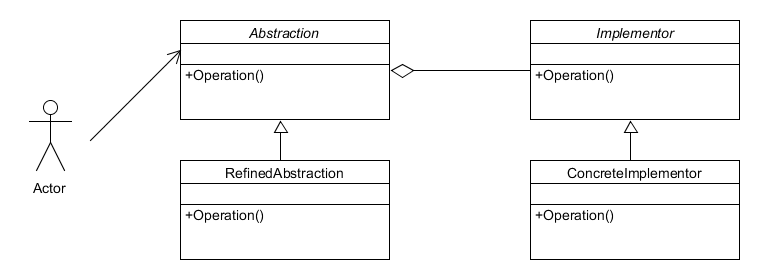 Abstraction
+Operation()
Implementor
+Operation()
Actor
RefinedAbstraction
+Operation()
ConcreteImplementor
+Operation()